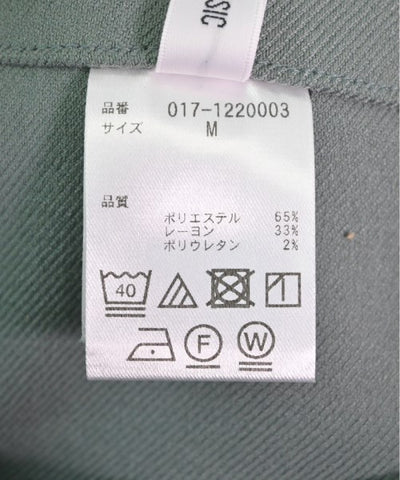 SIC
品番 017-1220003
サイズ M
品質
ポリエステル 65%
レーヨン 33%
ポリウレタン 2%
40
F W